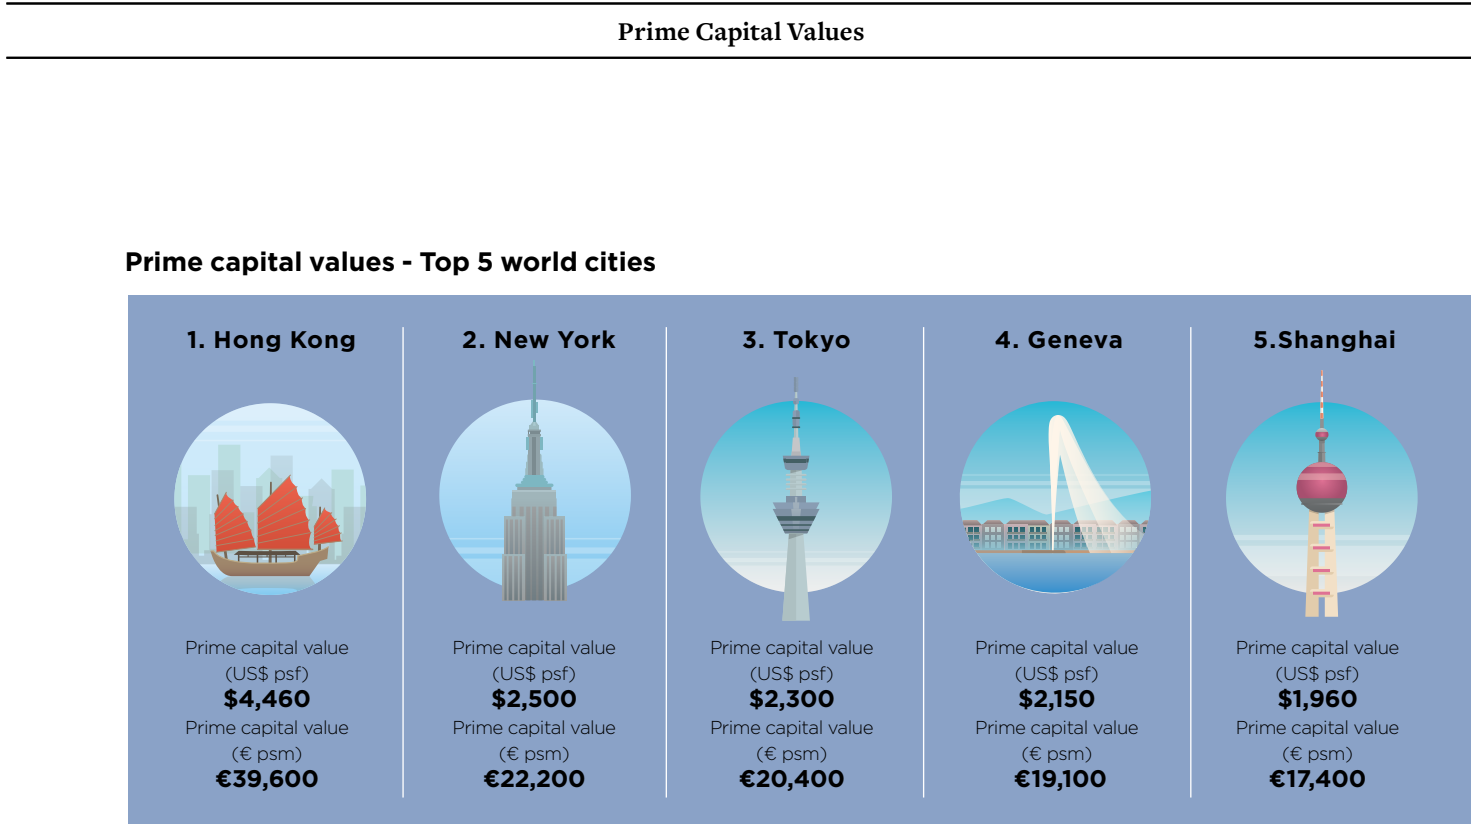 Prime Capital Values
Prime capital values - Top 5 world cities
1. Hong Kong
Prime capital value
(US$ psf)
$4,460
Prime capital value
(€ psm)
€39,600
2. New York
Prime capital value
(US$ psf)
$2,500
Prime capital value
(€ psm)
€22,200
3. Tokyo
Prime capital value
(US$ psf)
$2,300
Prime capital value
(€ psm)
€20,400
4. Geneva
Prime capital value
(US$ psf)
$2,150
Prime capital value
(€ psm)
€19,100
5.Shanghai
Prime capital value
(US$ psf)
$1,960
Prime capital value
(€ psm)
€17,400